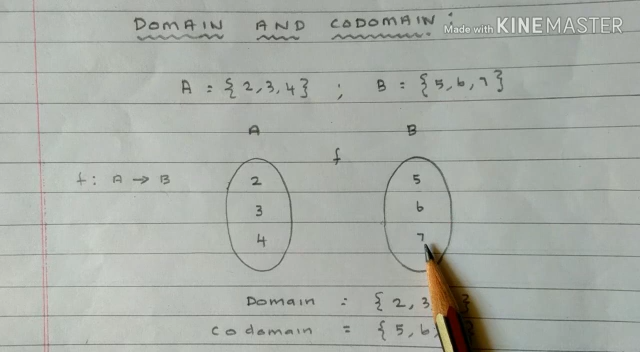 DOMAIN AND CODOMAIN :
Made with KINEMASTER
A = {2, 3, 4} ; B = {5, 6, 7}
A B
f
f : A → B
2 5
3 6
4 7
Domain = { 2, 3
Codomain = { 5, 6